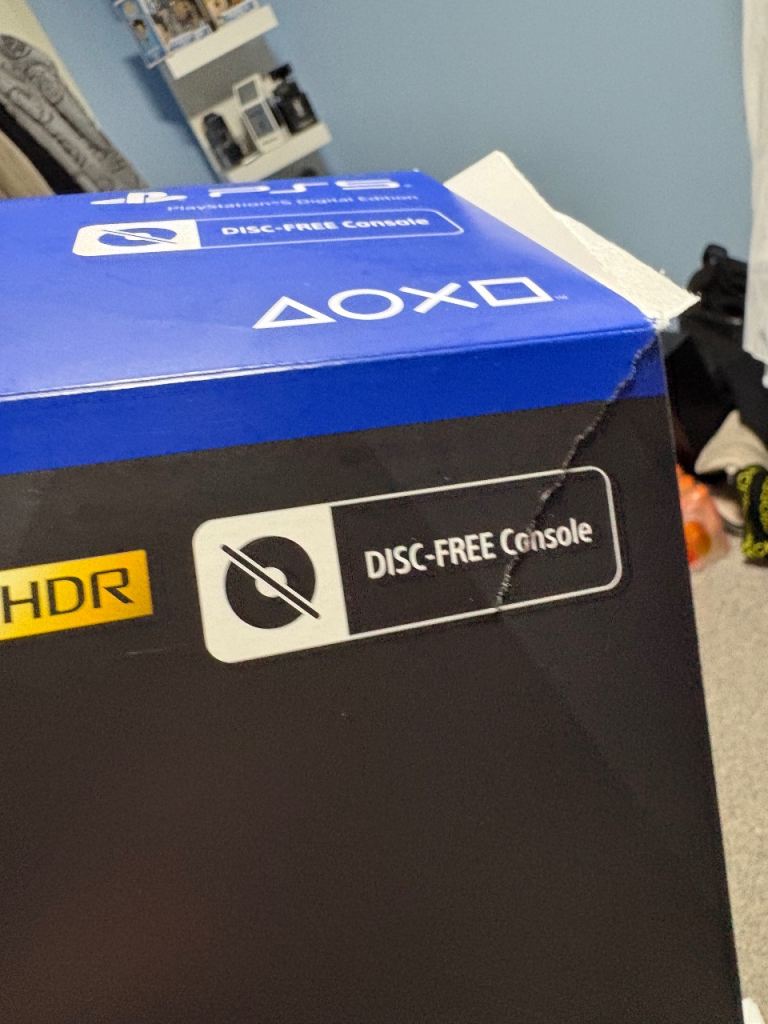 PS5
PlayStation®5 Digital Edition
DISC-FREE Console
HDR
DISC-FREE Console